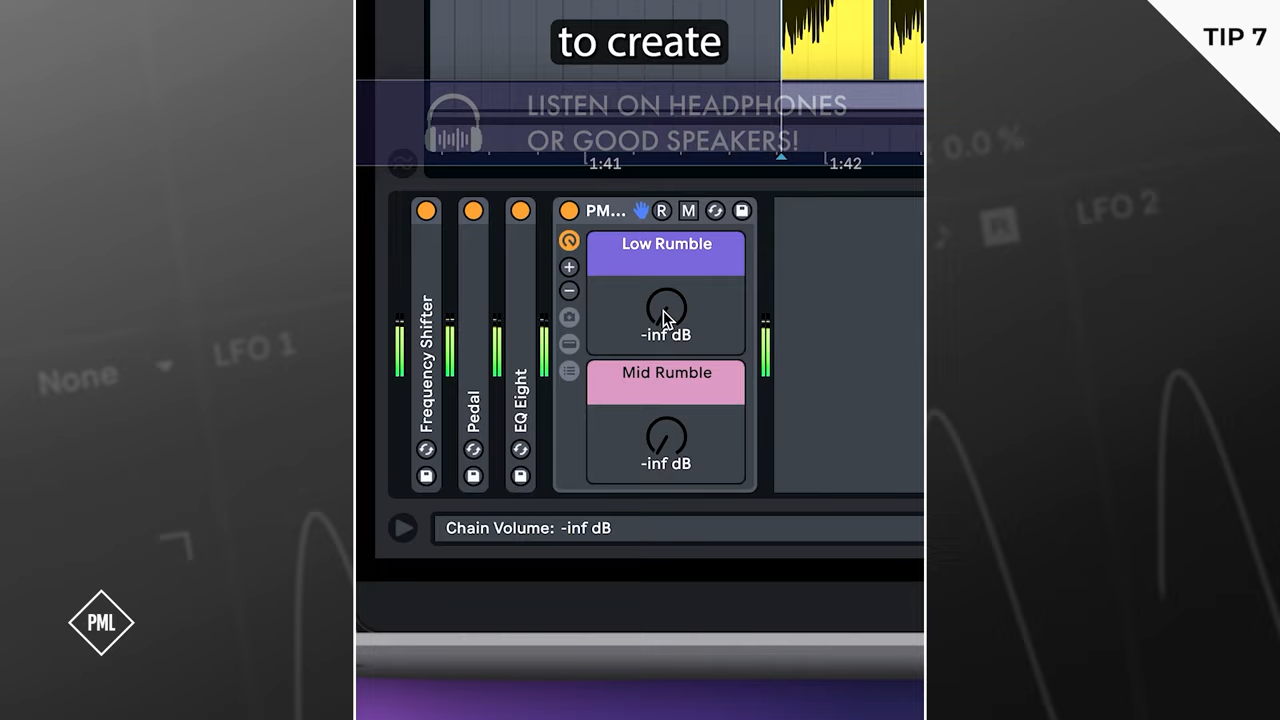 to create
TIP 7
LISTEN ON HEADPHONES
OR GOOD SPEAKERS!
1:41
1:42
0.0 %
None
LFO 1
R
LFO 2
PM...
R
M
Low Rumble
-inf dB
Mid Rumble
-inf dB
Frequency Shifter
Pedal
EQ Eight
Chain Volume: -inf dB
PML